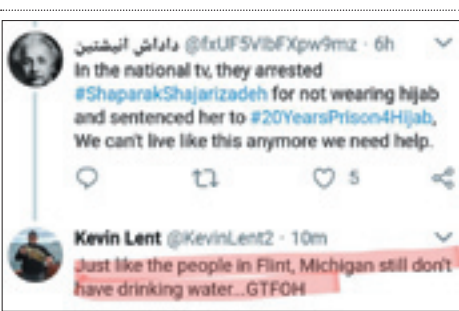 داداش انیشتین @fxUF5VIbFXpw9mz · 6h
In the national tv, they arrested
#ShaparakShajarizadeh for not wearing hijab
and sentenced her to #20YearsPrison4Hijab,
We can't live like this anymore we need help.
5
Kevin Lent @KevinLent2 · 10m
Just like the people in Flint, Michigan still don't
have drinking water...GTFOH